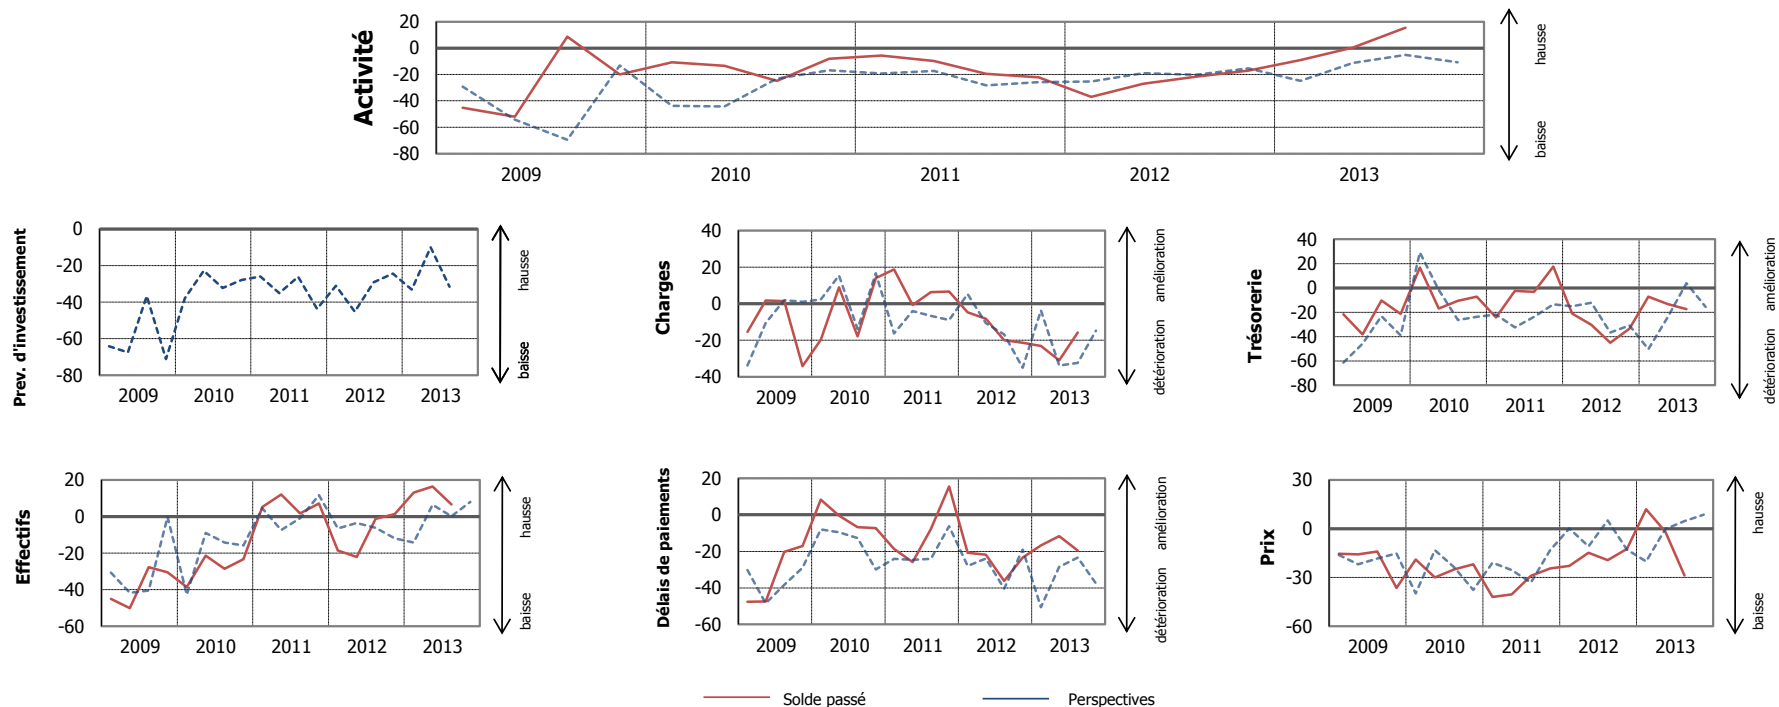 Activité
20
0
-20
-40
-60
-80
2009 2010 2011 2012 2013
hausse
baisse
Prev. d'investissement
0
-20
-40
-60
-80
2009 2010 2011 2012 2013
hausse
baisse
Charges
40
20
0
-20
-40
2009 2010 2011 2012 2013
amélioration
détérioration
Trésorerie
40
20
0
-20
-40
-60
-80
2009 2010 2011 2012 2013
amélioration
détérioration
Effectifs
20
0
-20
-40
-60
2009 2010 2011 2012 2013
hausse
baisse
Délais de paiements
20
0
-20
-40
-60
2009 2010 2011 2012 2013
amélioration
détérioration
Prix
30
0
-30
-60
2009 2010 2011 2012 2013
hausse
baisse
Solde passé Perspectives